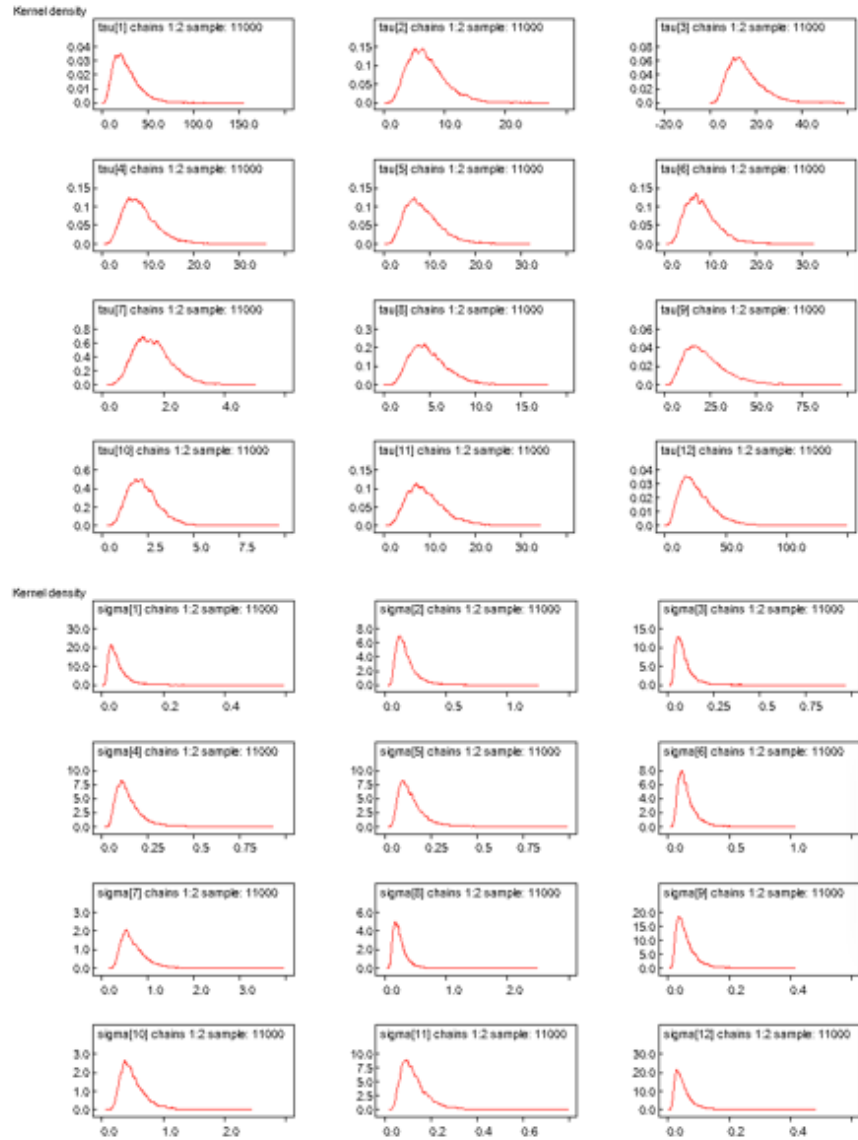 Kernel density
tau[1] chains 1:2 sample: 11000
0.04
0.03
0.02
0.01
0.0
0.0 50.0 100.0 150.0
tau[2] chains 1:2 sample: 11000
0.15
0.1
0.05
0.0
0.0 10.0 20.0
tau[3] chains 1:2 sample: 11000
0.08
0.06
0.04
0.02
0.0
-20.0 0.0 20.0 40.0
tau[4] chains 1:2 sample: 11000
0.15
0.1
0.05
0.0
0.0 10.0 20.0 30.0
tau[5] chains 1:2 sample: 11000
0.15
0.1
0.05
0.0
0.0 10.0 20.0 30.0
tau[6] chains 1:2 sample: 11000
0.15
0.1
0.05
0.0
0.0 10.0 20.0 30.0
tau[7] chains 1:2 sample: 11000
0.8
0.6
0.4
0.2
0.0
0.0 2.0 4.0
tau[8] chains 1:2 sample: 11000
0.3
0.2
0.1
0.0
0.0 5.0 10.0 15.0
tau[9] chains 1:2 sample: 11000
0.06
0.04
0.02
0.0
0.0 25.0 50.0 75.0
tau[10] chains 1:2 sample: 11000
0.6
0.4
0.2
0.0
0.0 2.5 5.0 7.5
tau[11] chains 1:2 sample: 11000
0.15
0.1
0.05
0.0
0.0 10.0 20.0 30.0
tau[12] chains 1:2 sample: 11000
0.04
0.03
0.02
0.01
0.0
0.0 50.0 100.0
Kernel density
sigma[1] chains 1:2 sample: 11000
30.0
20.0
10.0
0.0
0.0 0.2 0.4
sigma[2] chains 1:2 sample: 11000
8.0
6.0
4.0
2.0
0.0
0.0 0.5 1.0
sigma[3] chains 1:2 sample: 11000
15.0
10.0
5.0
0.0
0.0 0.25 0.5 0.75
sigma[4] chains 1:2 sample: 11000
10.0
7.5
5.0
2.5
0.0
0.0 0.25 0.5 0.75
sigma[5] chains 1:2 sample: 11000
10.0
7.5
5.0
2.5
0.0
0.0 0.25 0.5 0.75
sigma[6] chains 1:2 sample: 11000
8.0
6.0
4.0
2.0
0.0
0.0 0.5 1.0
sigma[7] chains 1:2 sample: 11000
3.0
2.0
1.0
0.0
0.0 1.0 2.0 3.0
sigma[8] chains 1:2 sample: 11000
6.0
4.0
2.0
0.0
0.0 1.0 2.0
sigma[9] chains 1:2 sample: 11000
20.0
15.0
10.0
5.0
0.0
0.0 0.2 0.4
sigma[10] chains 1:2 sample: 11000
3.0
2.0
1.0
0.0
0.0 1.0 2.0
sigma[11] chains 1:2 sample: 11000
10.0
7.5
5.0
2.5
0.0
0.0 0.2 0.4 0.6
sigma[12] chains 1:2 sample: 11000
30.0
20.0
10.0
0.0
0.0 0.2 0.4